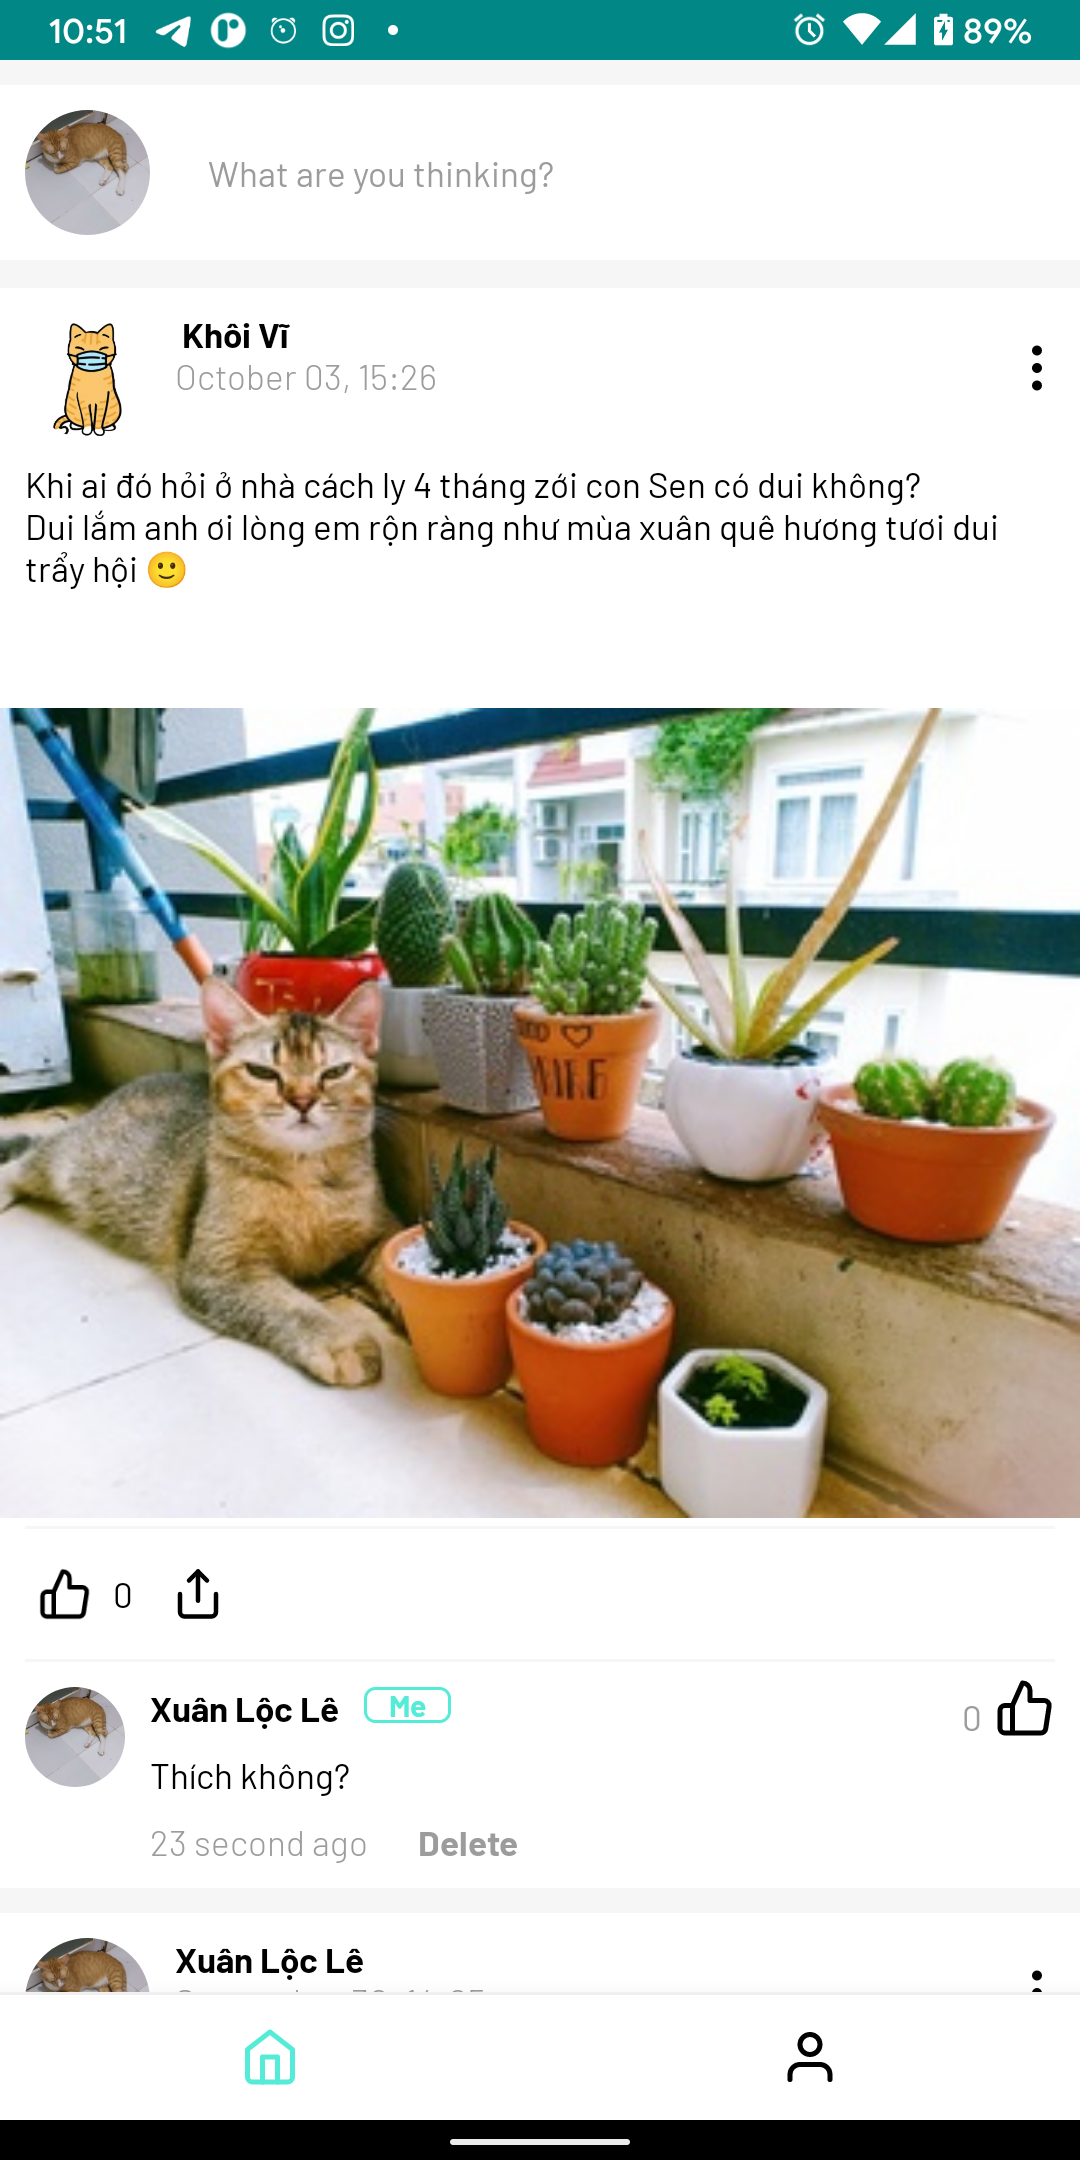 10:51
89%
What are you thinking?
Khôi Vĩ
October 03, 15:26
Khi ai đó hỏi ở nhà cách ly 4 tháng zới con Sen có dui không?
Dui lắm anh ơi lòng em rộn ràng như mùa xuân quê hương tươi dui
trẩy hội 🙂
0
Xuân Lộc Lê
Me
0
Thích không?
23 second ago
Delete
Xuân Lộc Lê